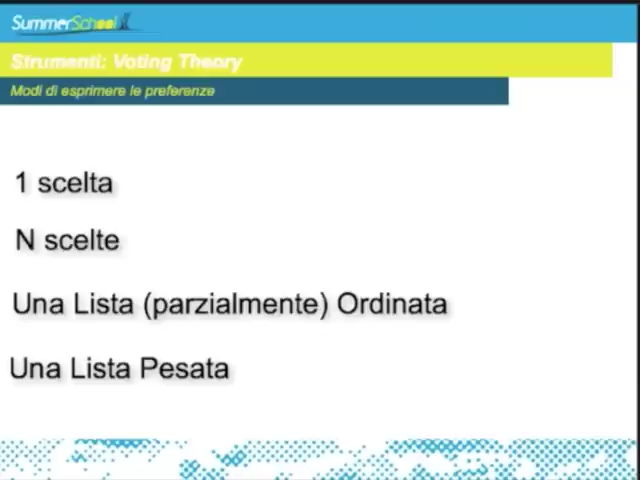 SummerSchool
Strumenti: Voting Theory
Modi di esprimere le preferenze
1 scelta
N scelte
Una Lista (parzialmente) Ordinata
Una Lista Pesata